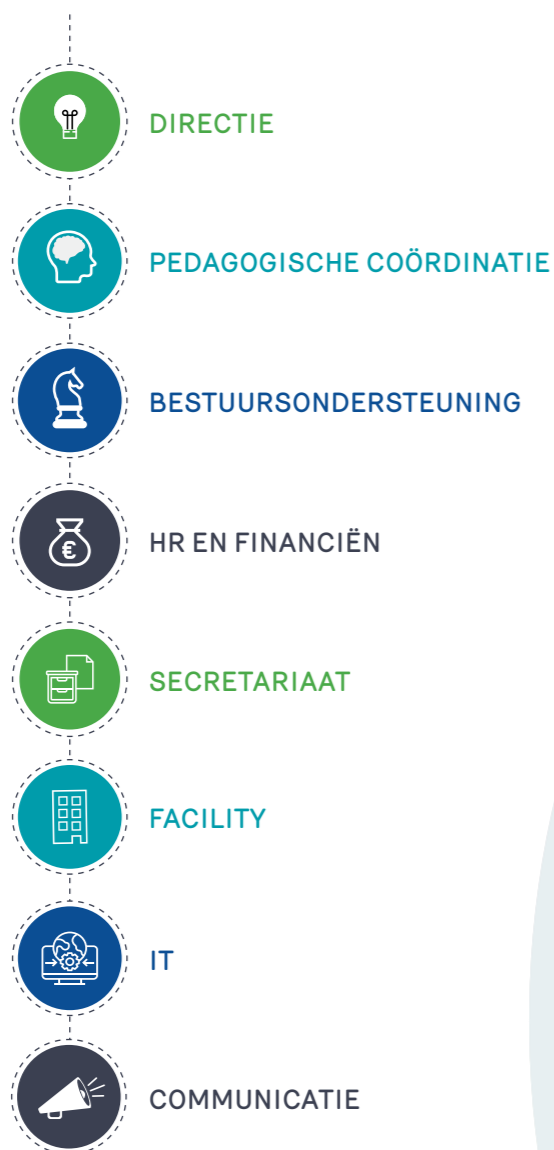 DIRECTIE
PEDAGOGISCHE COÖRDINATIE
BESTUURSONDERSTEUNING
€
HR EN FINANCIËN
SECRETARIAAT
FACILITY
IT
COMMUNICATIE